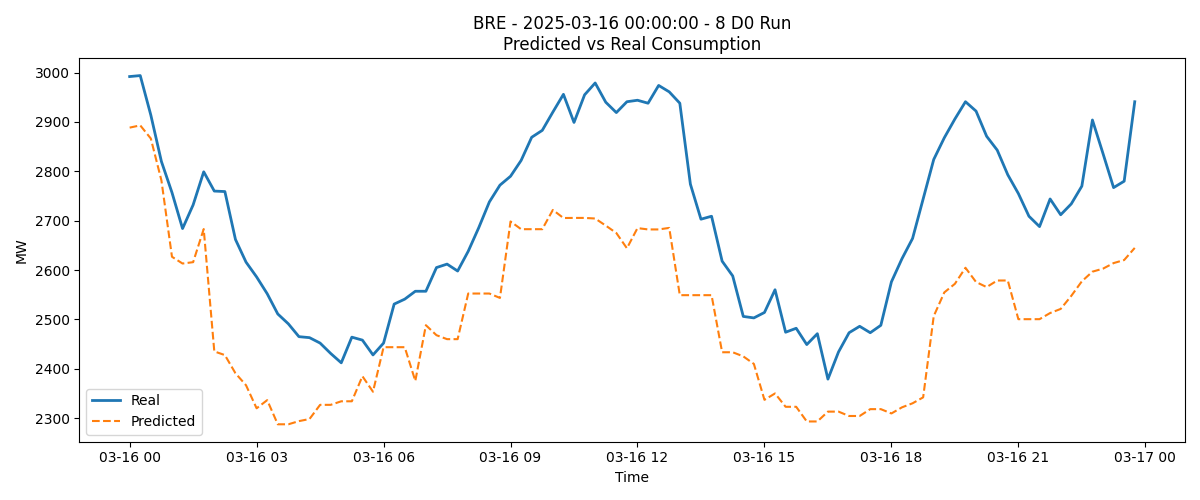 BRE - 2025-03-16 00:00:00 - 8 D0 Run
Predicted vs Real Consumption
MW
3000
2900
2800
2700
2600
2500
2400
2300
Real
Predicted
03-16 00 03-16 03 03-16 06 03-16 09 03-16 12 03-16 15 03-16 18 03-16 21 03-17 00
Time